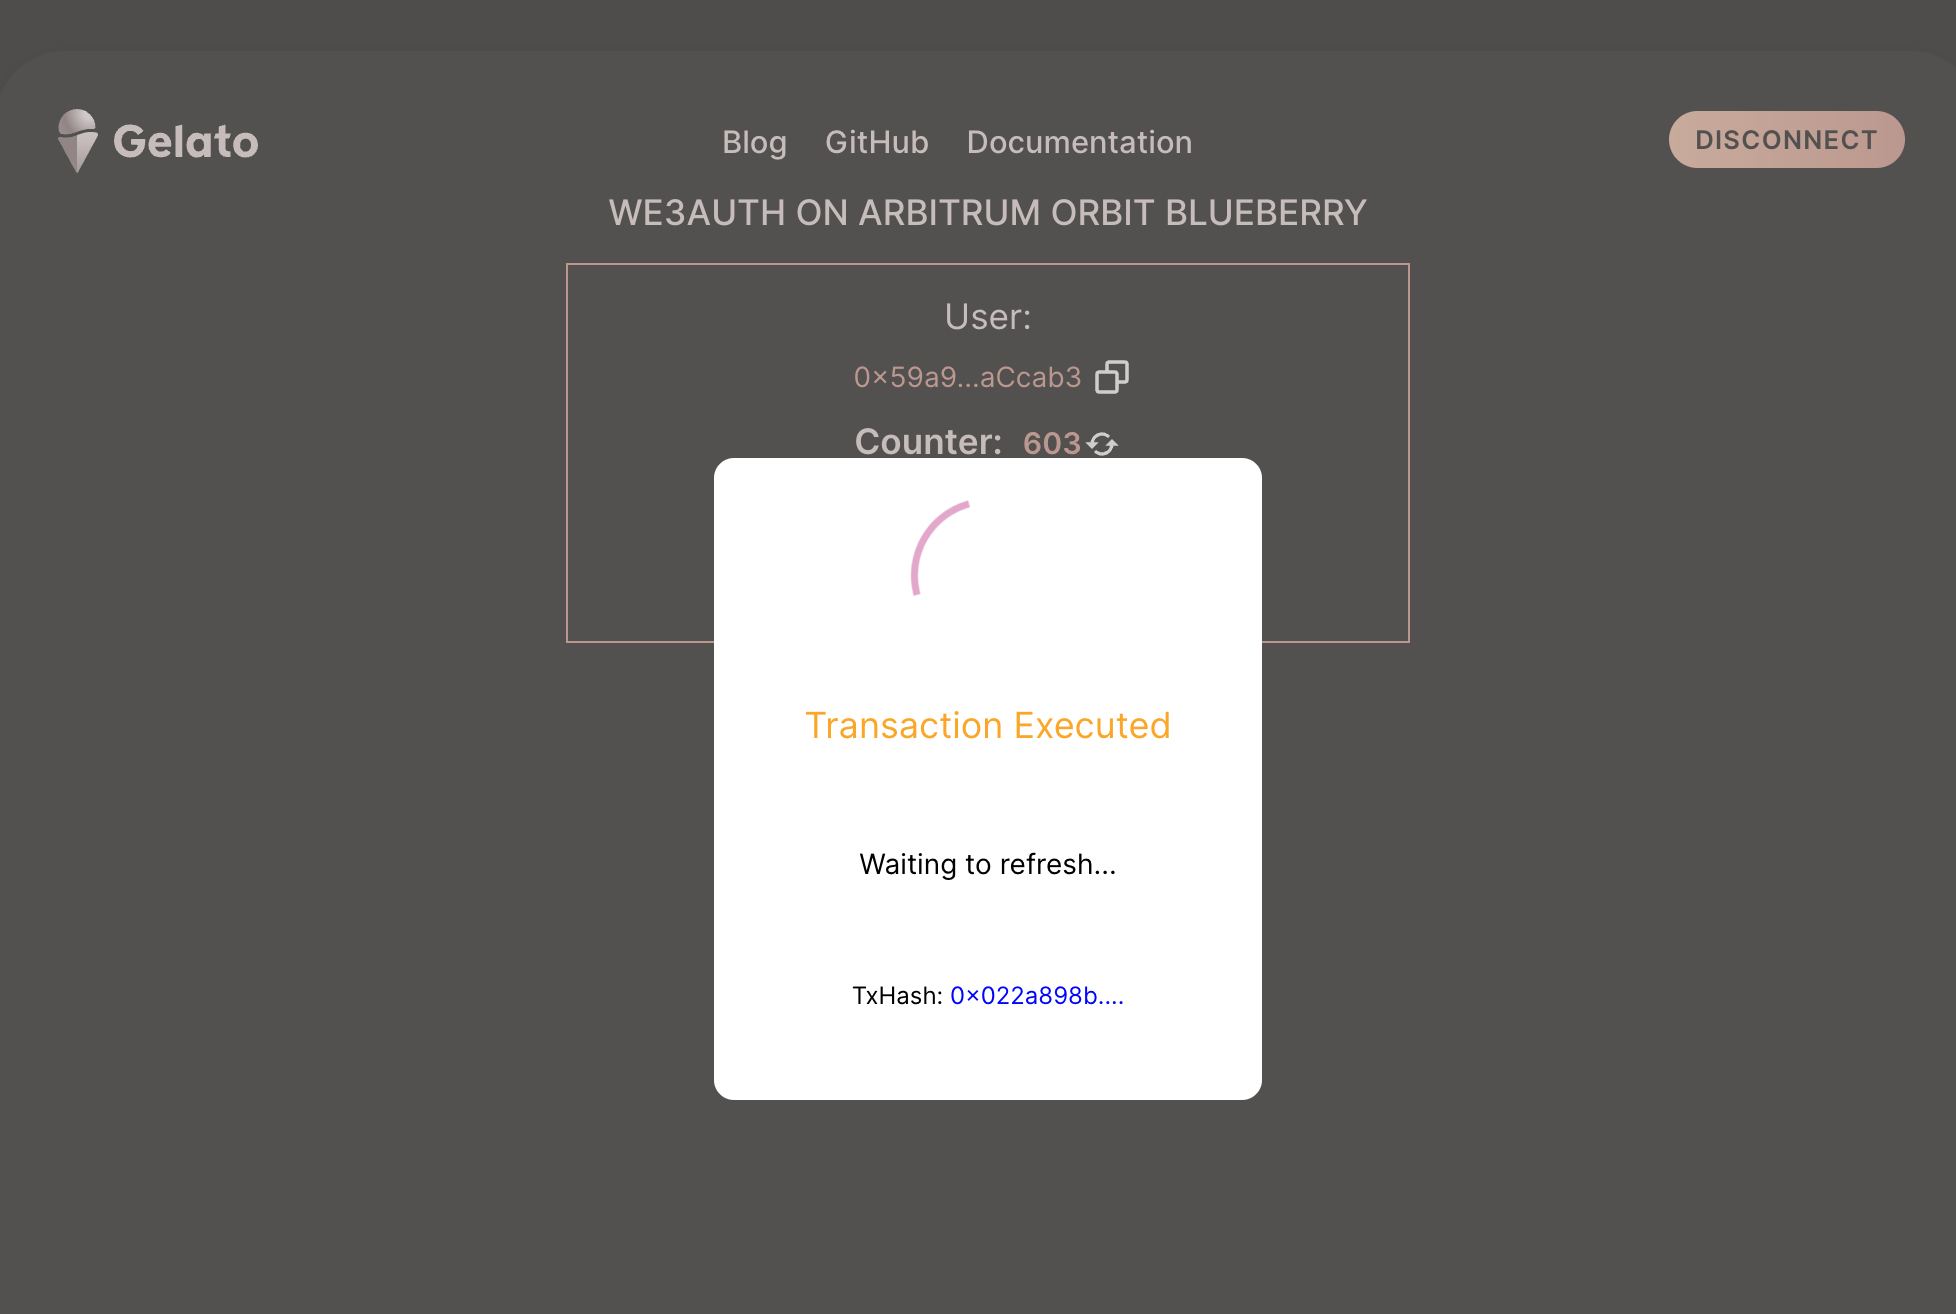 Gelato
Blog GitHub Documentation
DISCONNECT
WE3AUTH ON ARBITRUM ORBIT BLUEBERRY
User:
0x59a9...aCcab3
Counter: 603
Transaction Executed
Waiting to refresh...
TxHash: 0x022a898b....